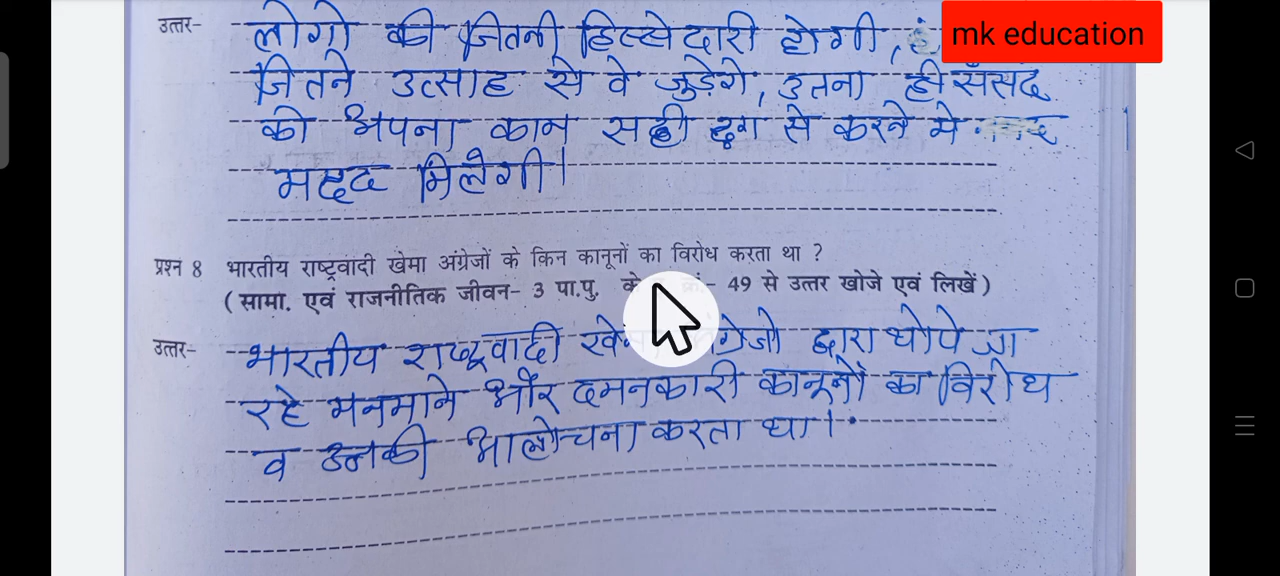 उत्तर- लोगो की जितनी हिस्सेदारी होगी,
mk education
जितने उत्साह से वे जुड़ेगे, उतना ही संसद
को अपना काम सही ढंग से करने मे
मदद मिलेगी।
प्रश्न 8 भारतीय राष्ट्रवादी खेमा अंग्रेजों के किन कानूनों का विरोध करता था ?
(सामा. एवं राजनीतिक जीवन- 3 पा.पु. 49 से उत्तर खोजे एवं लिखें)
उत्तर- भारतीय राष्ट्रवादी द्वारा थोपे जा
रहे मनमाने और दमनकारी कानूनों का विरोध
व उनकी आलोचना करता था।